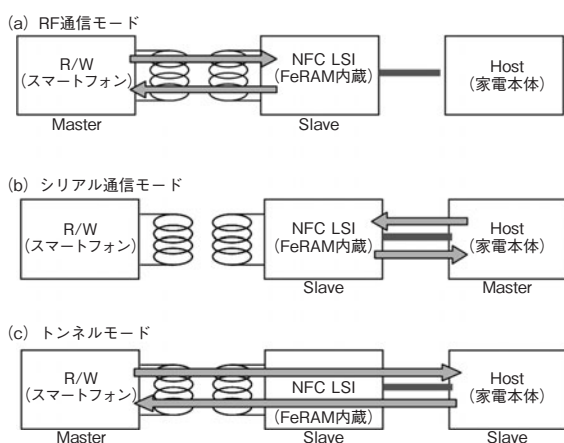 (a) RF通信モード
R/W
(スマートフォン)
NFC LSI
(FeRAM内蔵)
Host
(家電本体)
Master
Slave
(b) シリアル通信モード
R/W
(スマートフォン)
NFC LSI
(FeRAM内蔵)
Host
(家電本体)
Slave
Master
(c) トンネルモード
R/W
(スマートフォン)
NFC LSI
(FeRAM内蔵)
Host
(家電本体)
Master
Slave
Slave